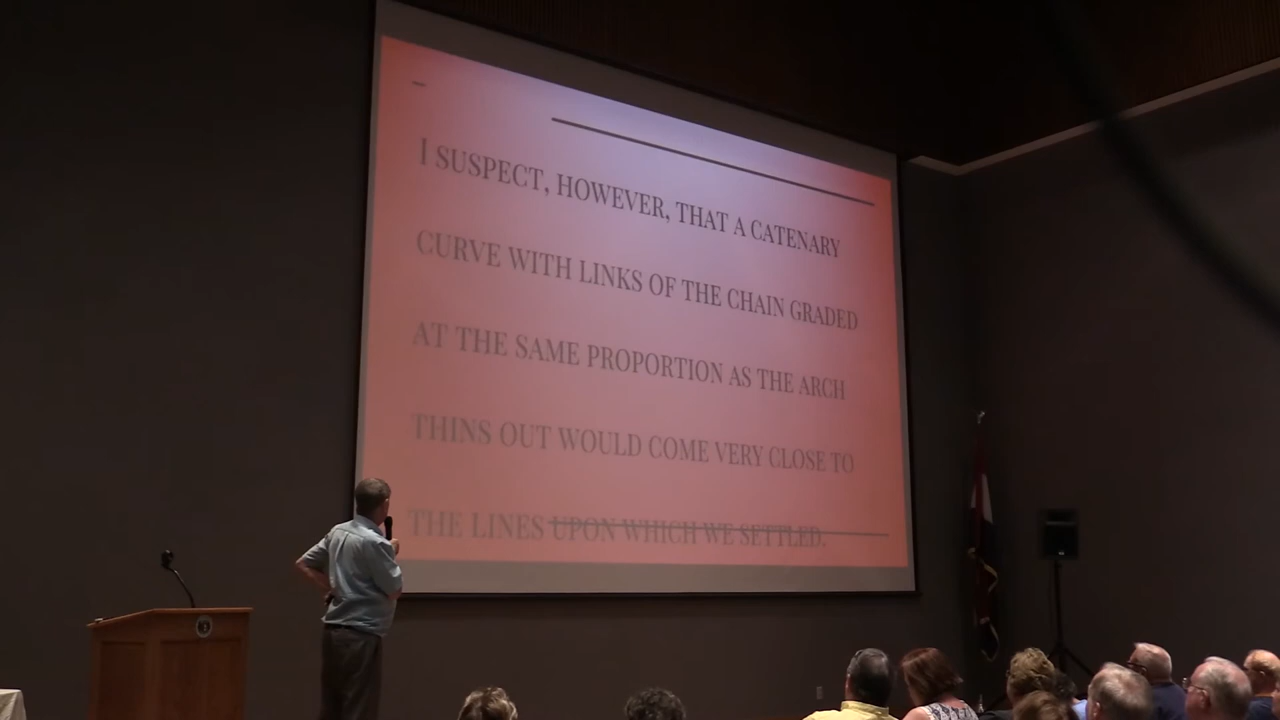 I SUSPECT, HOWEVER, THAT A CATENARY
CURVE WITH LINKS OF THE CHAIN GRADED
AT THE SAME PROPORTION AS THE ARCH
THINS OUT WOULD COME VERY CLOSE TO
THE LINES UPON WHICH WE SETTLED.